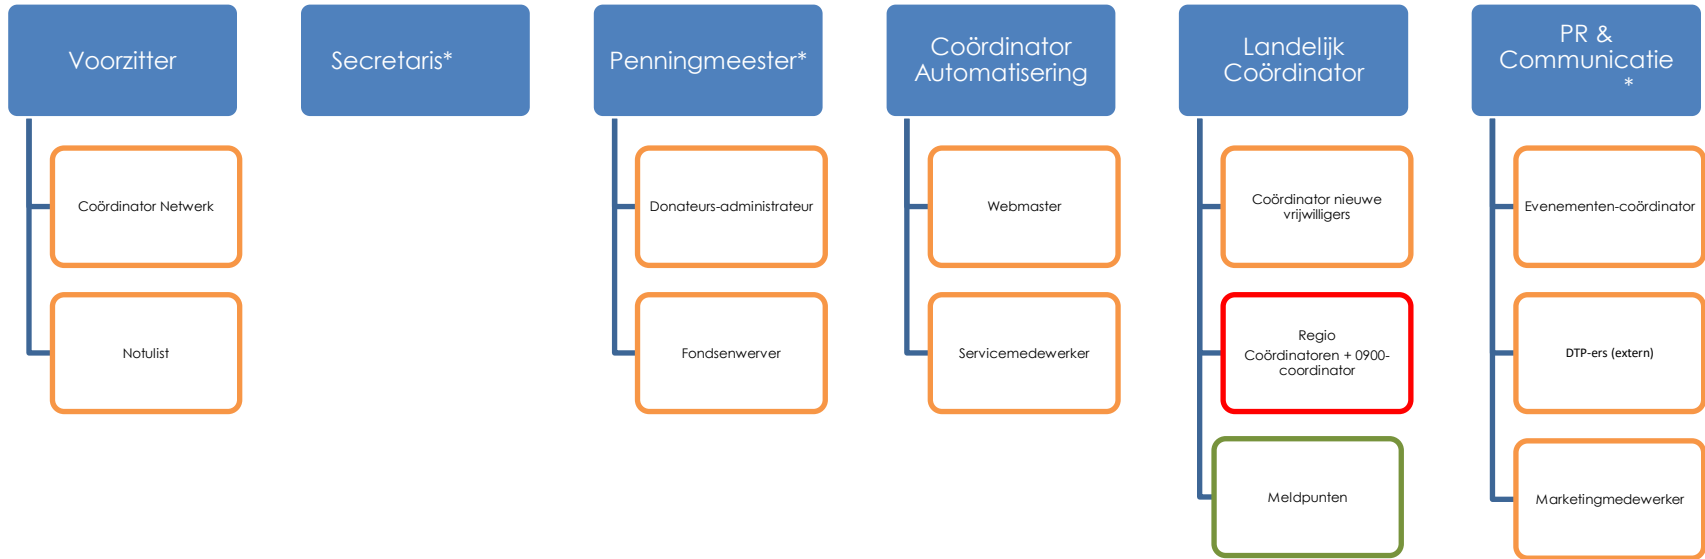 Voorzitter
Coördinator Netwerk
Notulist
Secretaris*
Penningmeester*
Donateurs-administrateur
Fondsenwerver
Coördinator
Automatisering
Webmaster
Servicemedewerker
Landelijk
Coördinator
Coördinator nieuwe
vrijwilligers
Regio
Coördinatoren + 0900-
coordinator
Meldpunten
PR &
Communicatie
*
Evenementen-coördinator
DTP-ers (extern)
Marketingmedewerker